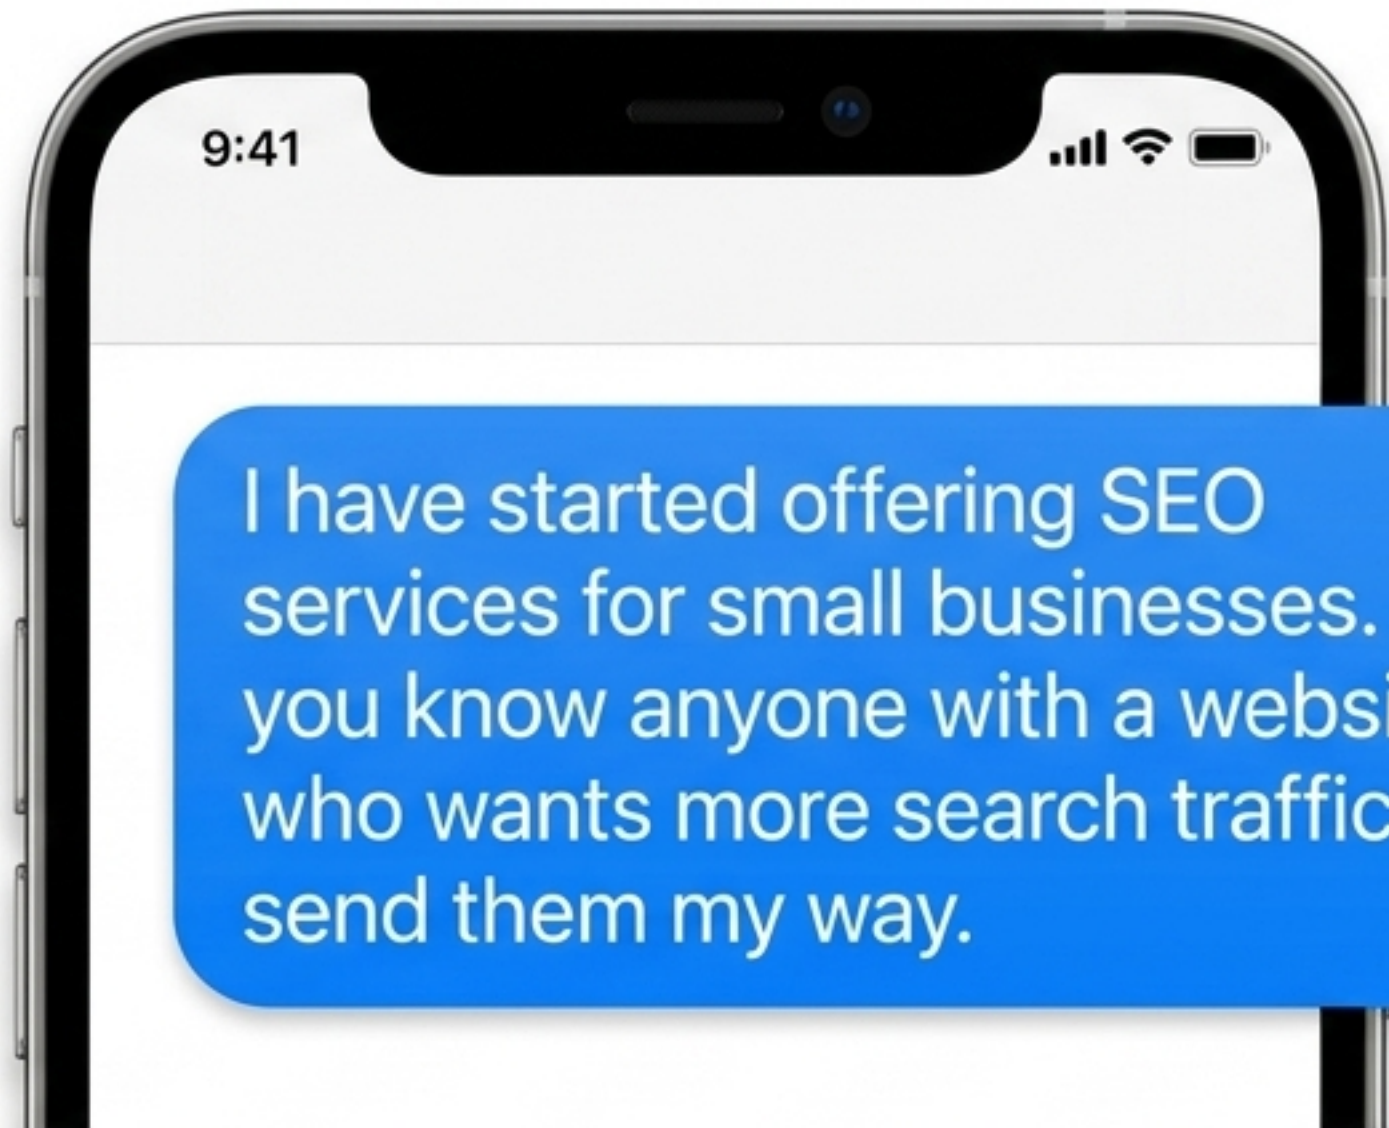 9:41
I have started offering SEO
services for small businesses.
you know anyone with a
who wants more search traffic
send them my way.